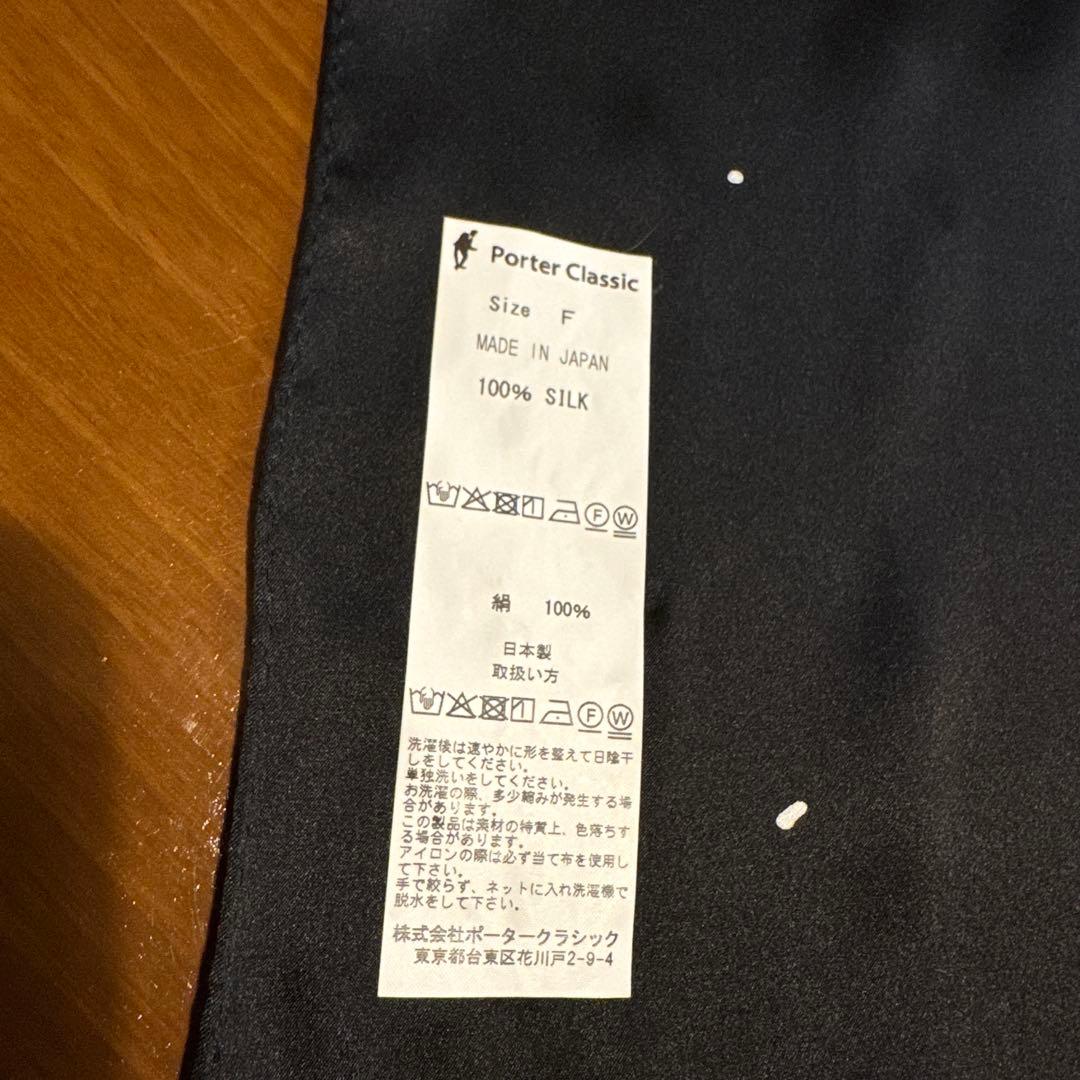 Porter Classic
Size F
MADE IN JAPAN
100% SILK
F W
絹 100%
日本製
取扱い方
F W
洗濯後は速やかに形を整えて日陰干
しをしてください。
単独洗いをしてください。
お洗濯の際、多少縮みが発生する場
合があります。
この製品は素材の特質上、色落ちす
る場合があります。
アイロンの際は必ず当て布を使用し
て下さい。
手で絞らず、ネットに入れ洗濯機で
脱水をして下さい。
株式会社ポータークラシック
東京都台東区花川戸2-9-4